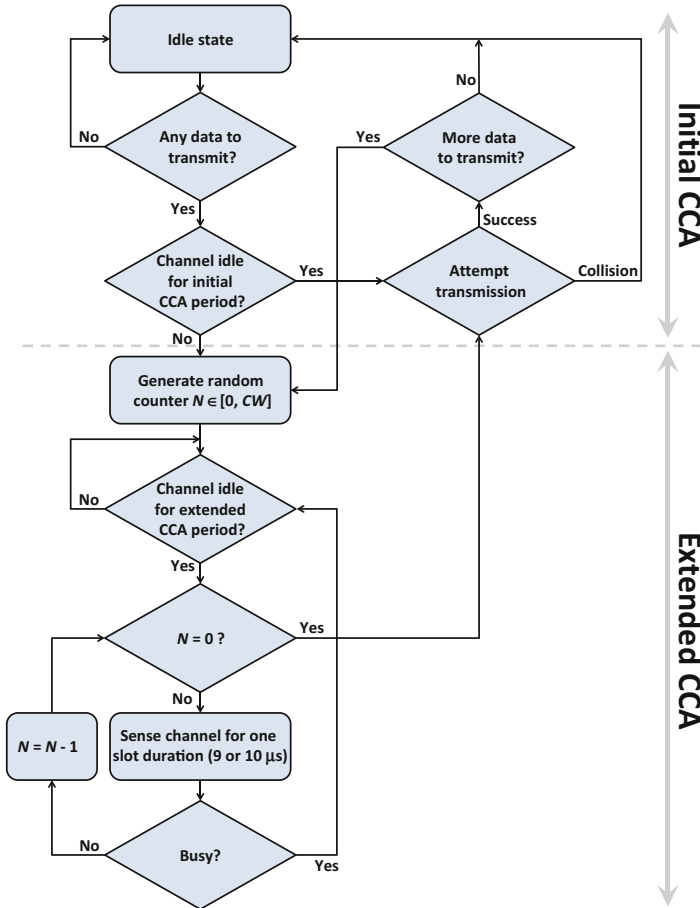 Idle state
Any data to
transmit?
No
Yes
More data
to transmit?
No
Yes
Success
Channel idle
for initial
CCA period?
Yes
No
Attempt
transmission
Collision
Initial CCA
Generate random
counter N ∈ [0, CW]
Channel idle
for extended
CCA period?
No
Yes
N = 0 ?
Yes
No
N = N - 1
Sense channel for one
slot duration (9 or 10 µs)
Busy?
No
Yes
Extended CCA